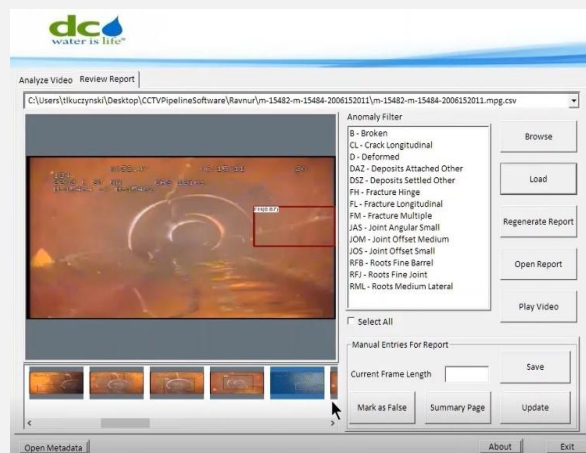 dc
water is life
Analyze Video
Review Report
C:\Users\tlkuczynski\Desktop\CCTVPipelineSoftware\Ravnur\m-15482-m-15484-2006152011\m-15482-m-15484-2006152011.mpg.csv
Anomaly Filter
B - Broken
CL - Crack Longitudinal
D - Deformed
DAZ - Deposits Attached Other
DSZ - Deposits Settled Other
FH - Fracture Hinge
FL - Fracture Longitudinal
FM - Fracture Multiple
JAS - Joint Angular Small
JOM - Joint Offset Medium
JOS - Joint Offset Small
RFB - Roots Fine Barrel
RFJ - Roots Fine Joint
RML - Roots Medium Lateral
Select All
Browse
Load
Regenerate Report
Open Report
Play Video
Manual Entries For Report
Current Frame Length
Save
Mark as False
Summary Page
Update
Open Metadata
About
Exit